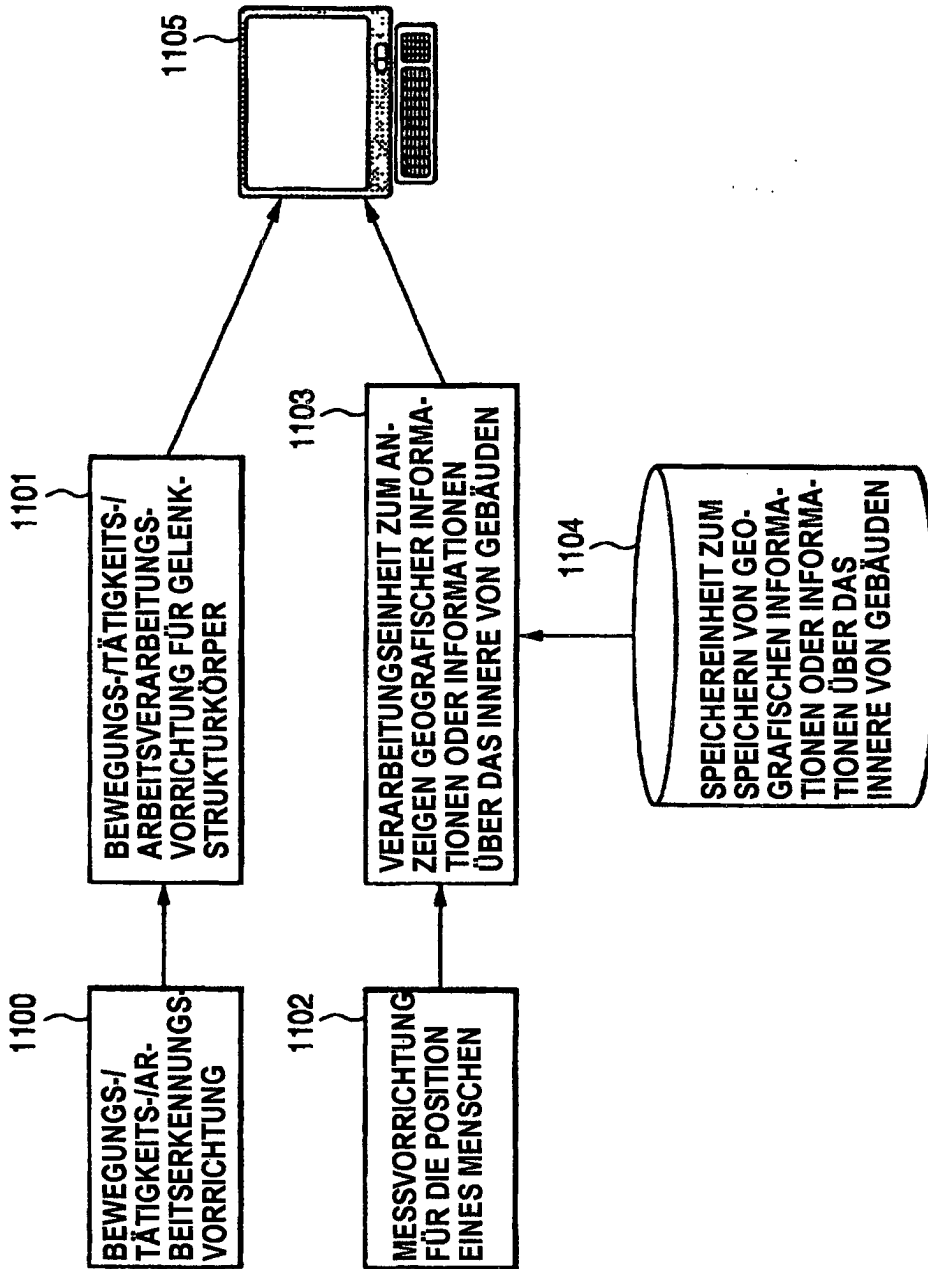 1100
BEWEGUNGS-/
TÄTIGKEITS-/AR-
BEITSERKENNUNGS-
VORRICHTUNG
1101
BEWEGUNGS-/TÄTIGKEITS-/
ARBEITSVERARBEITUNGS-
VORRICHTUNG FÜR GELENK-
STRUKTURKÖRPER
1105
1102
MESSVORRICHTUNG
FÜR DIE POSITION
EINES MENSCHEN
1103
VERARBEITUNGSEINHEIT ZUM AN-
ZEIGEN GEOGRAFISCHER INFORMA-
TIONEN ODER INFORMATIONEN
ÜBER DAS INNERE VON GEBÄUDEN
1104
SPEICHEREINHEIT ZUM
SPEICHERN VON GEO-
GRAFISCHEN INFORMA-
TIONEN ODER INFORMA-
TIONEN ÜBER DAS
INNERE VON GEBÄUDEN